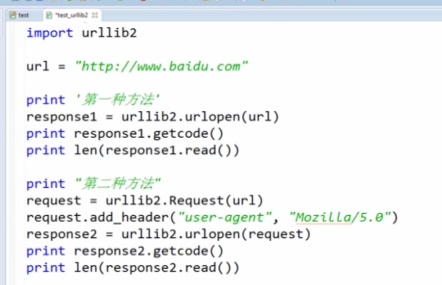 test *test_urllib2
import urllib2
url = "http://www.baidu.com"
print '第一种方法'
response1 = urllib2.urlopen(url)
print response1.getcode()
print len(response1.read())
print "第二种方法"
request = urllib2.Request(url)
request.add_header("user-agent", "Mozilla/5.0")
response2 = urllib2.urlopen(request)
print response2.getcode()
print len(response2.read())